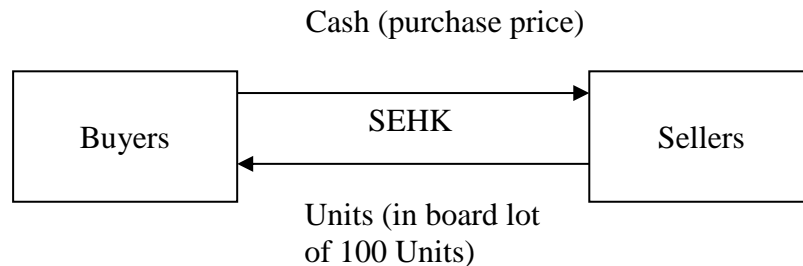 Cash (purchase price)
Buyers
SEHK
Sellers
Units (in board lot
of 100 Units)